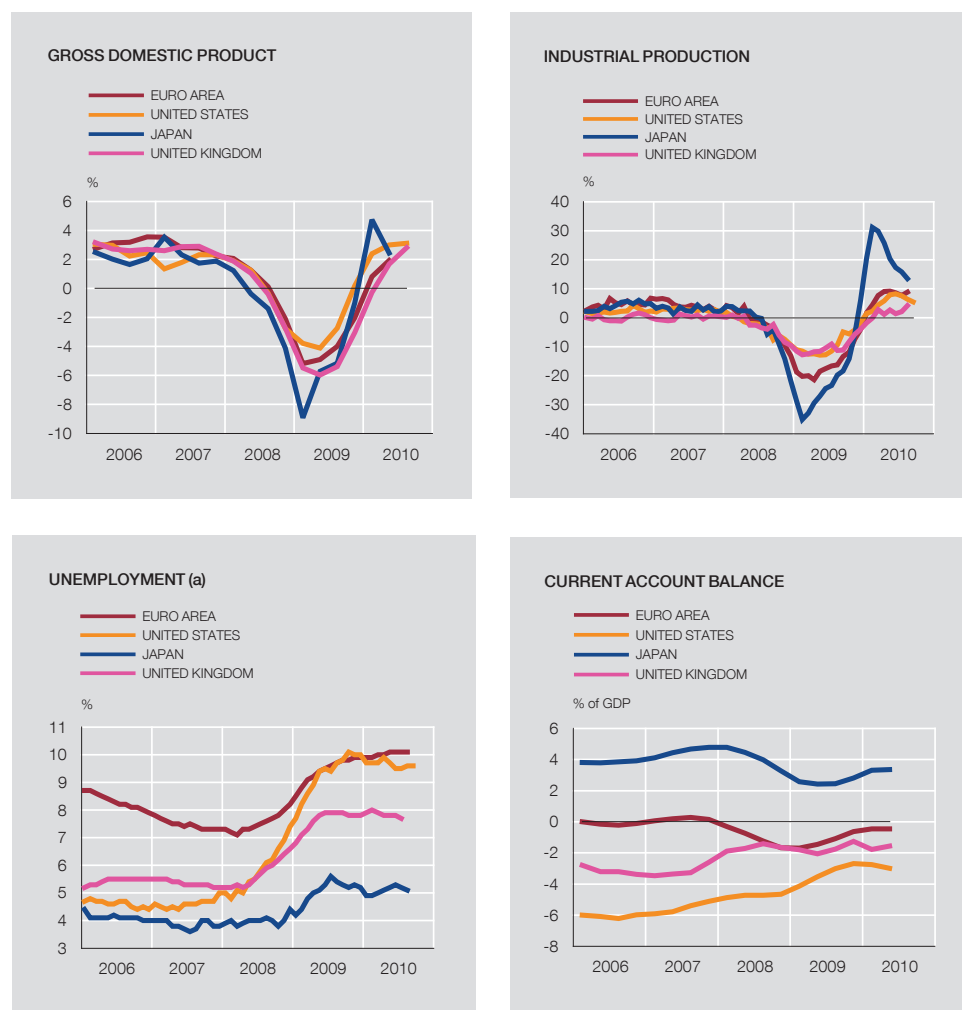 GROSS DOMESTIC PRODUCT
EURO AREA
UNITED STATES
JAPAN
UNITED KINGDOM
%
6
4
2
0
-2
-4
-6
-8
-10
2006 2007 2008 2009 2010
INDUSTRIAL PRODUCTION
EURO AREA
UNITED STATES
JAPAN
UNITED KINGDOM
%
40
30
20
10
0
-10
-20
-30
-40
2006 2007 2008 2009 2010
UNEMPLOYMENT (a)
EURO AREA
UNITED STATES
JAPAN
UNITED KINGDOM
%
11
10
9
8
7
6
5
4
3
2006 2007 2008 2009 2010
CURRENT ACCOUNT BALANCE
EURO AREA
UNITED STATES
JAPAN
UNITED KINGDOM
% of GDP
6
4
2
0
-2
-4
-6
-8
2006 2007 2008 2009 2010